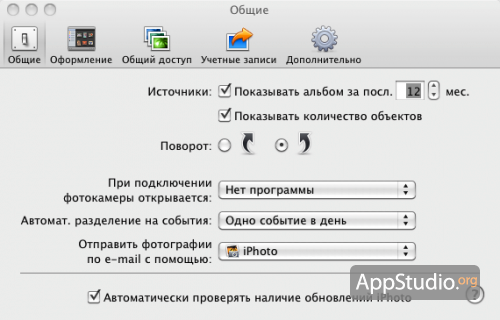 Общие
Общие Оформление Общий доступ Учетные записи Дополнительно
Источники: Показывать альбом за посл. 12 мес.
Показывать количество объектов
Поворот:
При подключении
фотокамеры открывается: Нет программы
Автомат. разделение на события: Одно событие в день
Отправить фотографии
по e-mail с помощью: iPhoto
Автоматически проверять наличие обновлений iPhoto ?
AppStudio.org